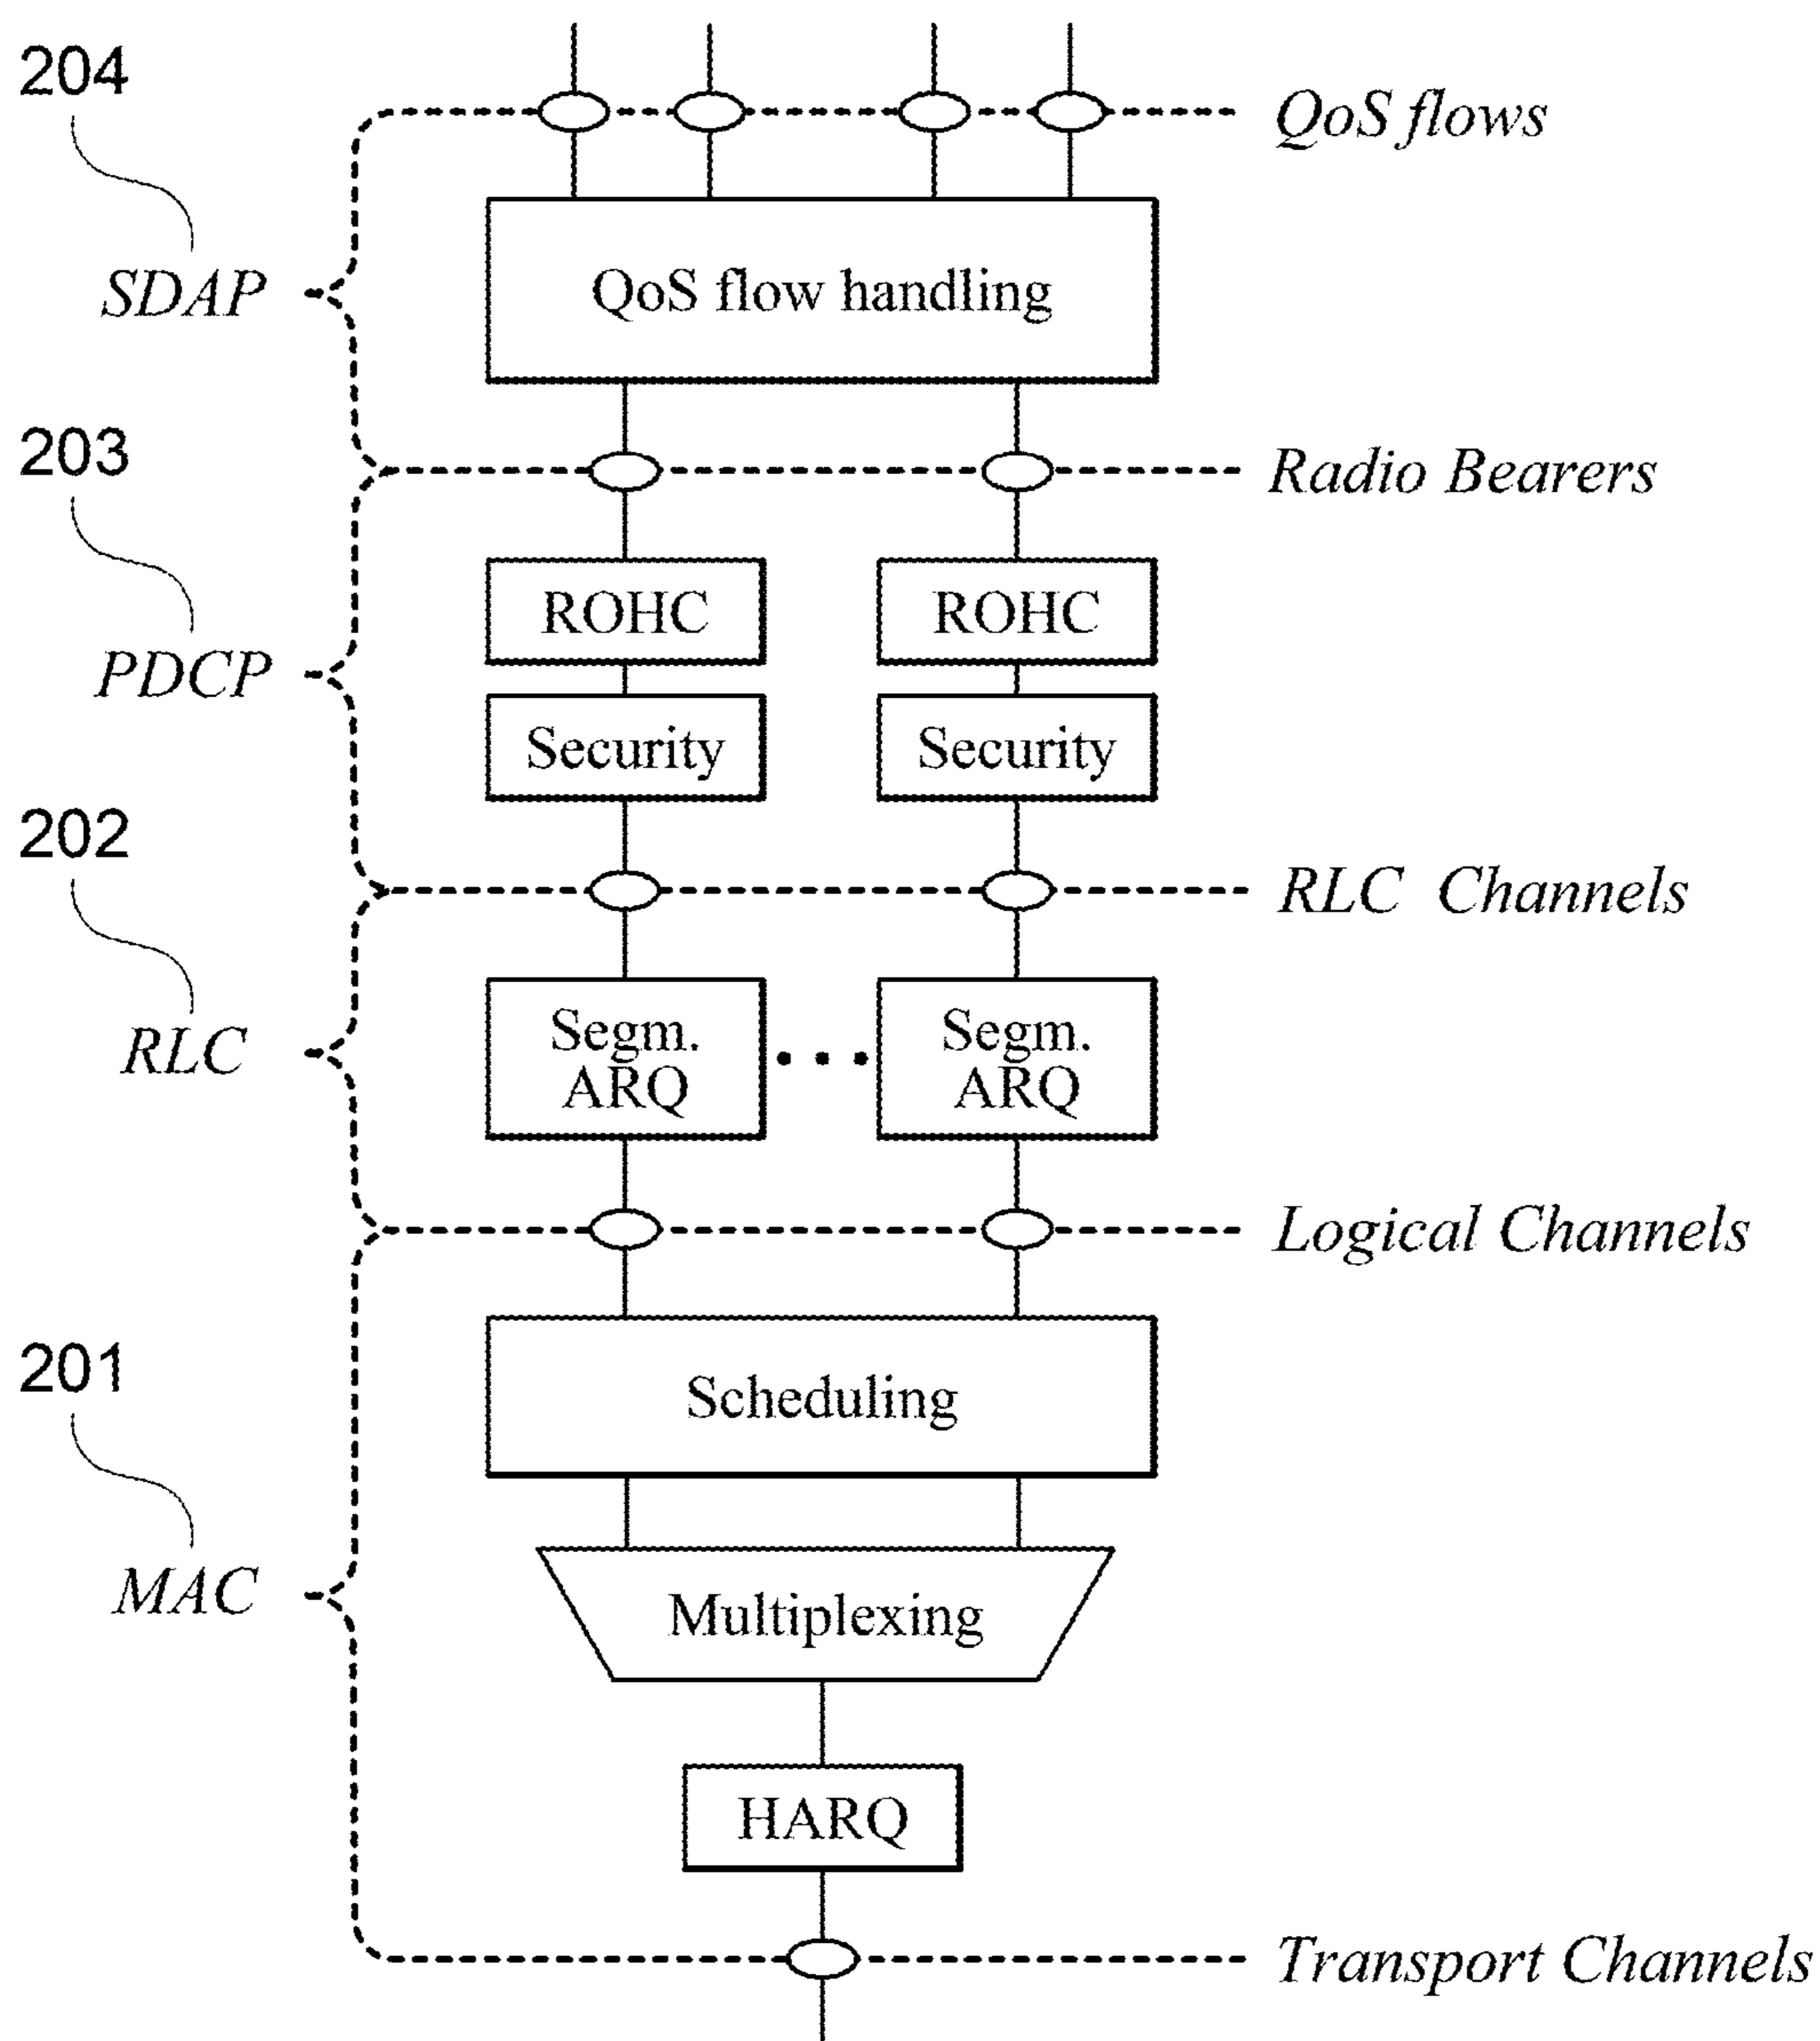 204
QoS flows
SDAP
QoS flow handling
203
Radio Bearers
PDCP
ROHC
ROHC
Security
Security
202
RLC Channels
RLC
Segm.
ARQ
Segm.
ARQ
Logical Channels
201
Scheduling
MAC
Multiplexing
HARQ
Transport Channels